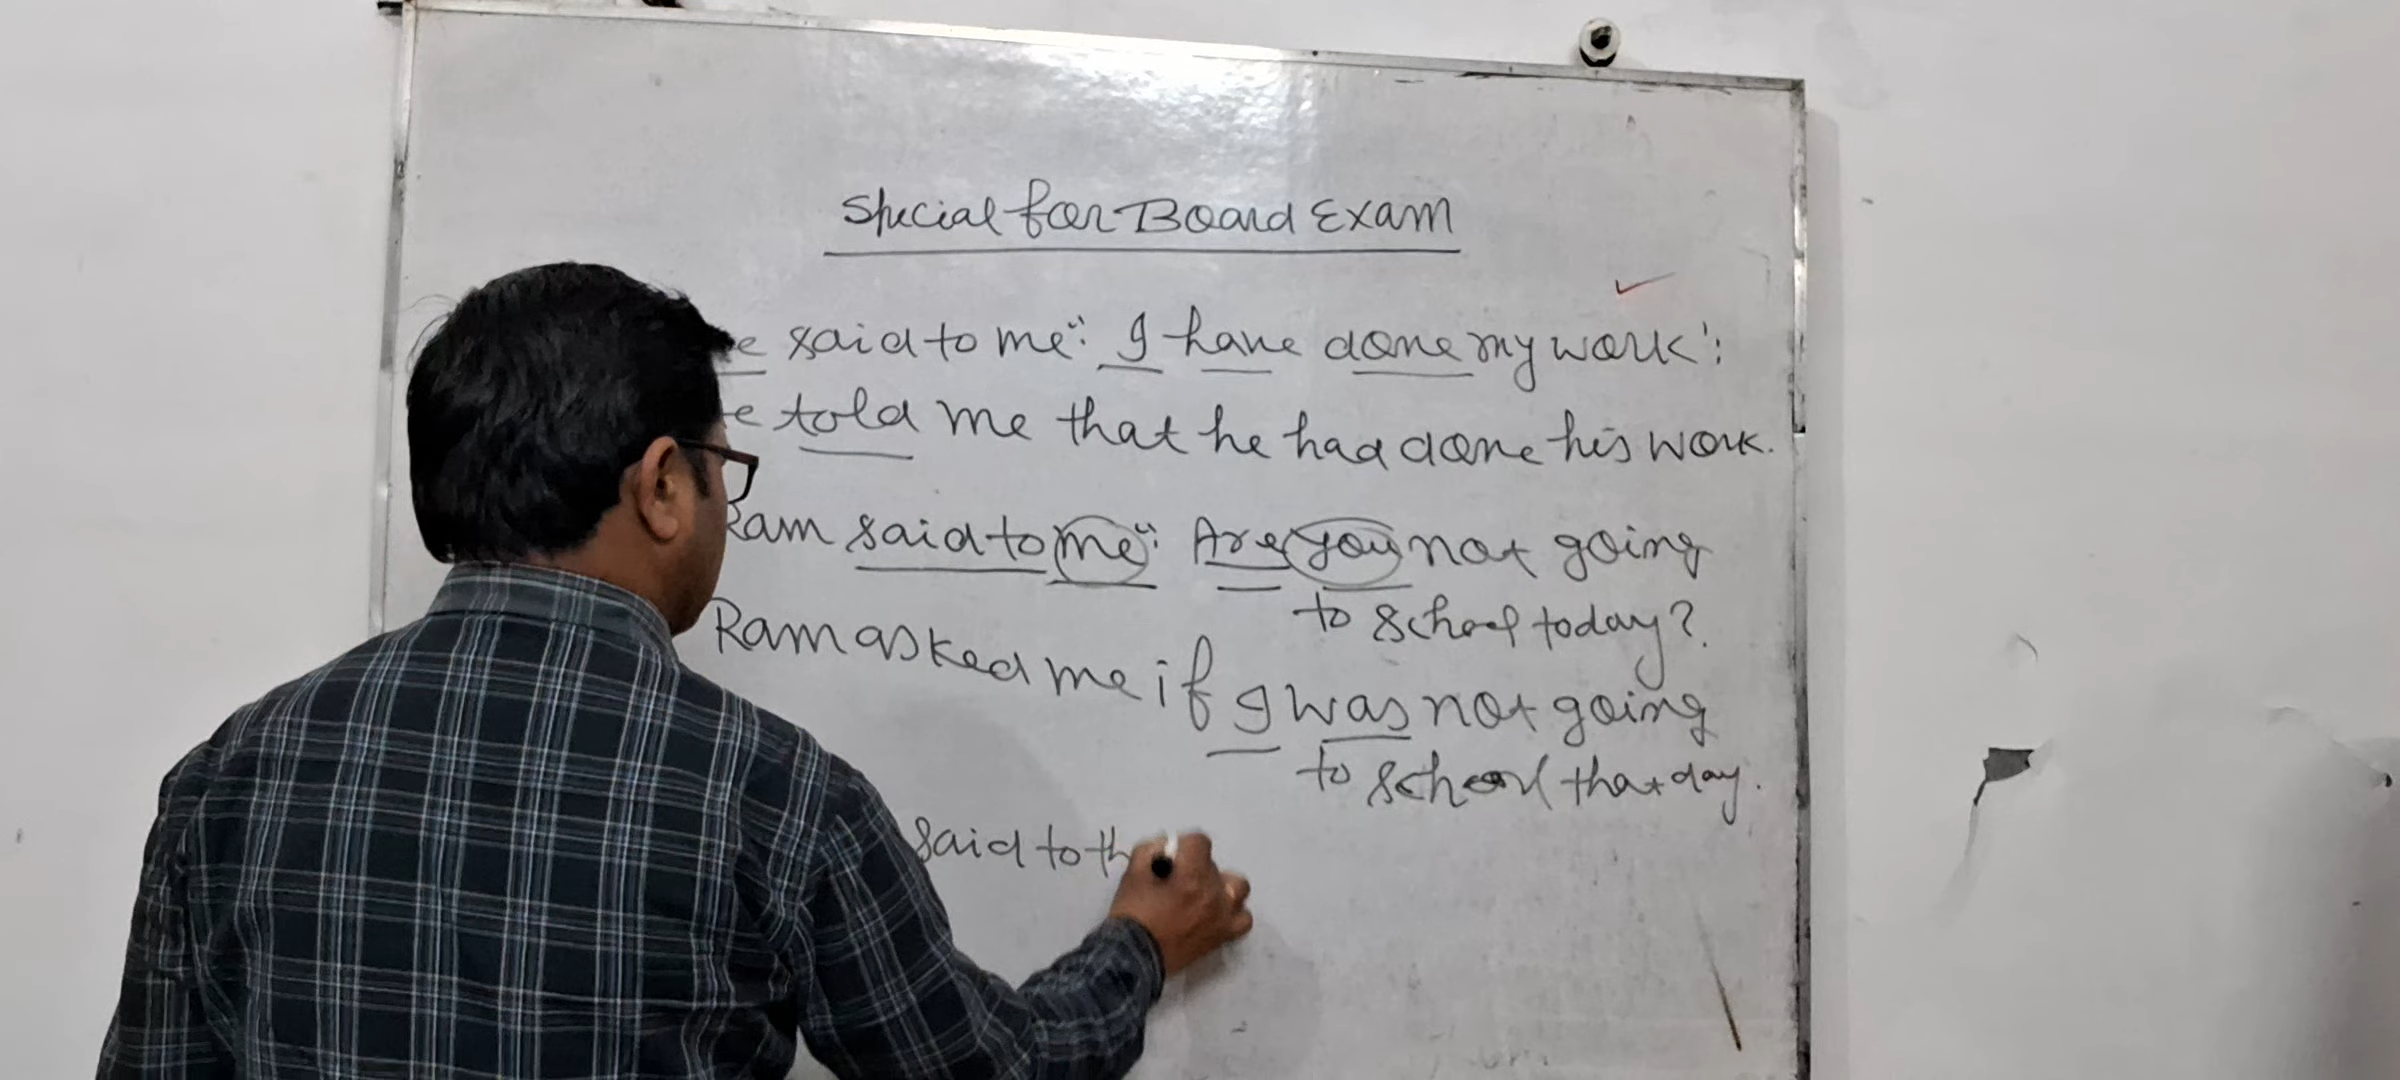 Special for Board Exam
e said to me": I have done my work':
e told me that he had done his work.
Ram said to me": Are you not going
to school today?
Ram asked me if I was not going
to school that day.
said to th